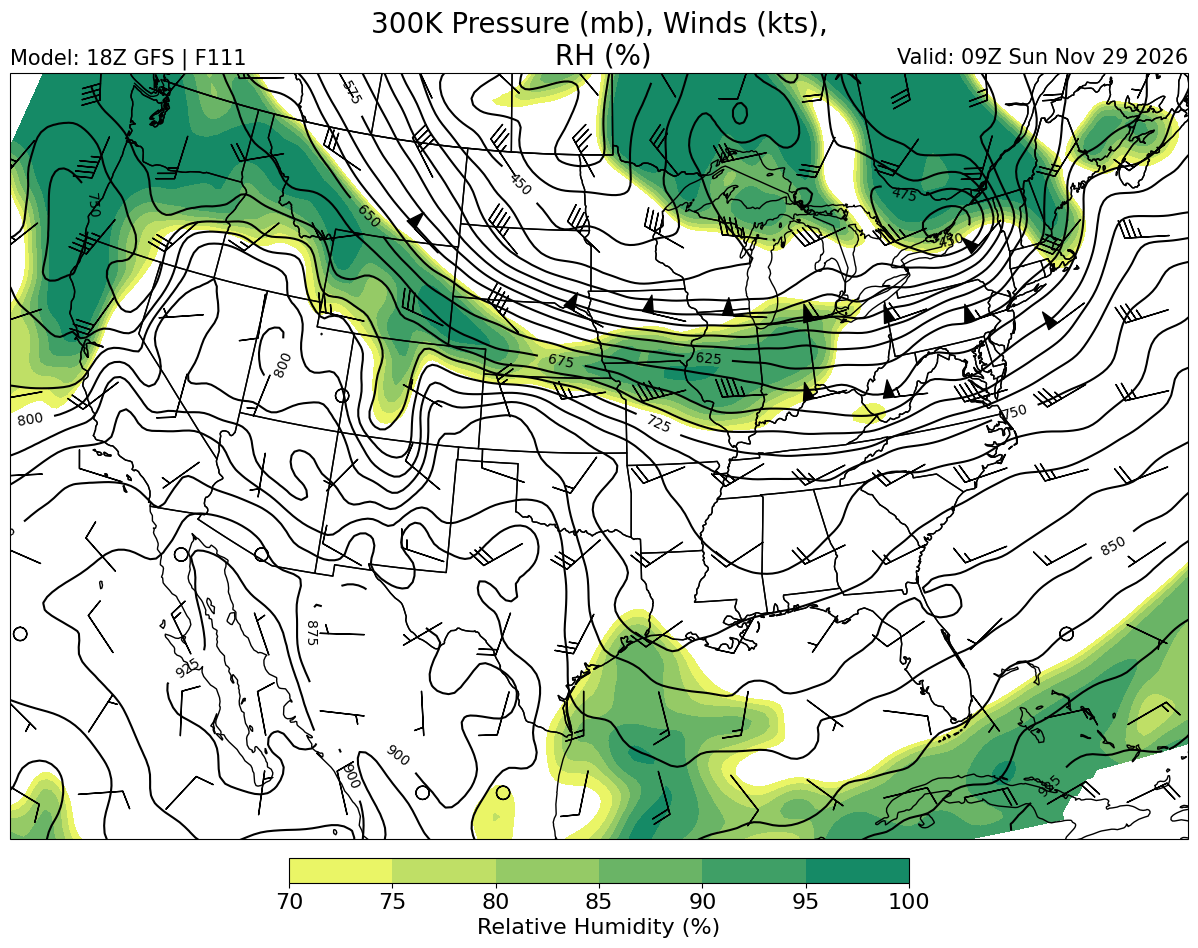 300K Pressure (mb), Winds (kts),
RH (%)
Model: 18Z GFS | F111
Valid: 09Z Sun Nov 29 2026
575
450
475
750
650
430
675
625
800
800
725
750
850
875
925
900
900
70 75 80 85 90 95 100
Relative Humidity (%)